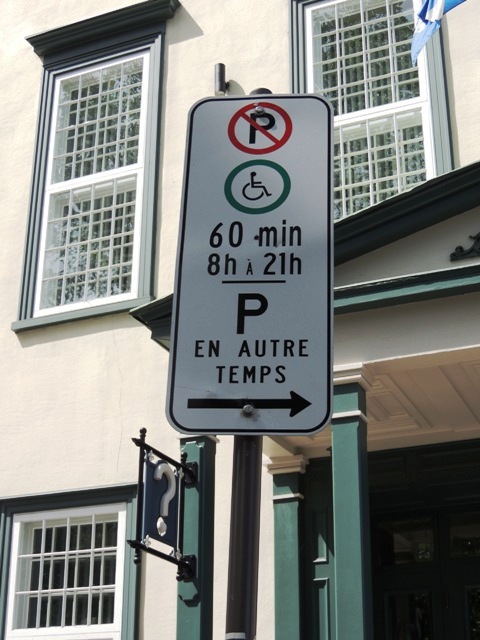 P
60 min
8h À 21h
P
EN AUTRE
TEMPS
?